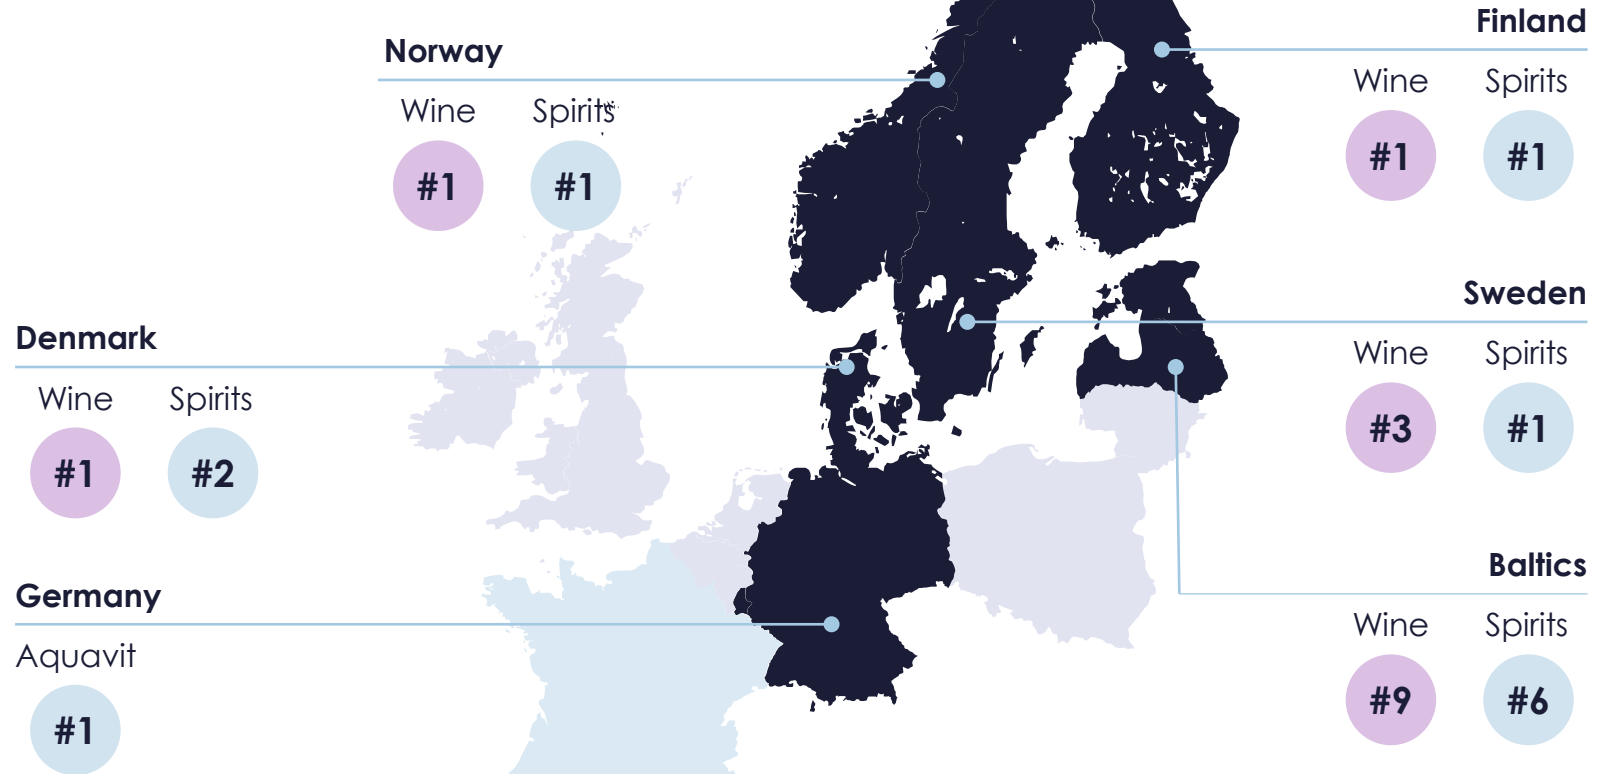 Norway
Wine Spirits
#1 #1
Finland
Wine Spirits
#1 #1
Denmark
Wine Spirits
#1 #2
Sweden
Wine Spirits
#3 #1
Germany
Aquavit
#1
Baltics
Wine Spirits
#9 #6